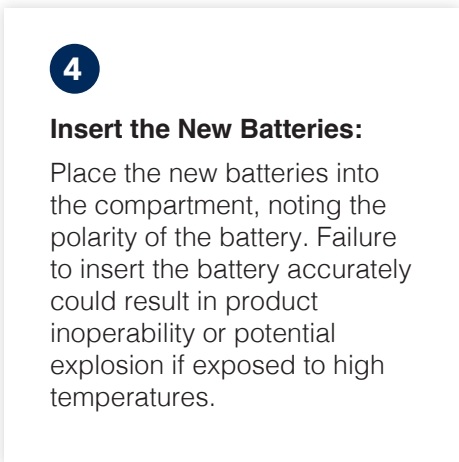 4
Insert the New Batteries:
Place the new batteries into
the compartment, noting the
polarity of the battery. Failure
to insert the battery accurately
could result in product
inoperability or potential
explosion if exposed to high
temperatures.